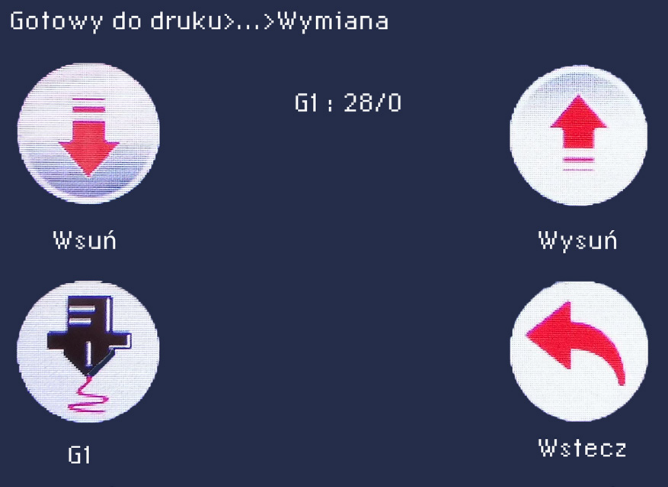 Gotowy do druku>...>Wymiana
G1 : 28/0
Wsuń
Wysuń
G1
Wstecz